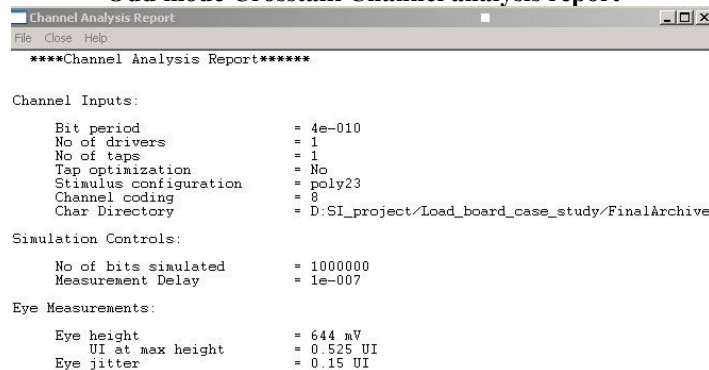 Odd mode Crosstalk Channel analysis report
Channel Analysis Report
File Close Help
****Channel Analysis Report******
Channel Inputs:
Bit period = 4e-010
No of drivers = 1
No of taps = 1
Tap optimization = No
Stimulus configuration = poly23
Channel coding = 8
Char Directory = D:SI_project/Load_board_case_study/FinalArchive
Simulation Controls:
No of bits simulated = 1000000
Measurement Delay = 1e-007
Eye Measurements:
Eye height = 644 mV
UI at max height = 0.525 UI
Eye jitter = 0.15 UI